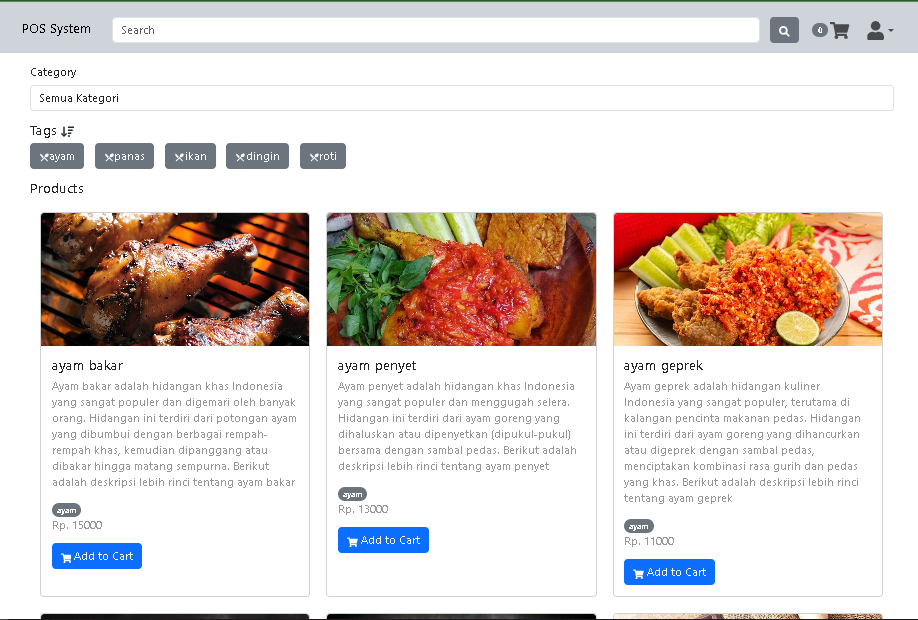 POS System
Search
0
Category
Semua Kategori
Tags
ayam
panas
ikan
dingin
roti
Products
ayam bakar
Ayam bakar adalah hidangan khas Indonesia
yang sangat populer dan digemari oleh banyak
orang. Hidangan ini terdiri dari potongan ayam
yang dibumbui dengan berbagai rempah-
rempah khas, kemudian dipanggang atau
dibakar hingga matang sempurna. Berikut
adalah deskripsi lebih rinci tentang ayam bakar
ayam
Rp. 15000
Add to Cart
ayam penyet
Ayam penyet adalah hidangan khas Indonesia
yang sangat populer dan menggugah selera.
Hidangan ini terdiri dari ayam goreng yang
dihaluskan atau dipenyetkan (dipukul-pukul)
bersama dengan sambal pedas. Berikut adalah
deskripsi lebih rinci tentang ayam penyet
ayam
Rp. 13000
Add to Cart
ayam geprek
Ayam geprek adalah hidangan kuliner
Indonesia yang sangat populer, terutama di
kalangan pencinta makanan pedas. Hidangan
ini terdiri dari ayam goreng yang dihancurkan
atau digeprek dengan sambal pedas,
menciptakan kombinasi rasa gurih dan pedas
yang khas. Berikut adalah deskripsi lebih rinci
tentang ayam geprek
ayam
Rp. 11000
Add to Cart